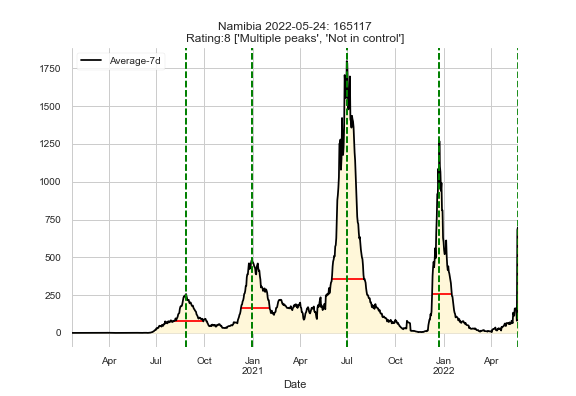 Namibia 2022-05-24: 165117
Rating:8 ['Multiple peaks', 'Not in control']
Average-7d
1750
1500
1250
1000
750
500
250
0
Apr Jul Oct Jan Apr Jul Oct Jan Apr
2021 2022
Date